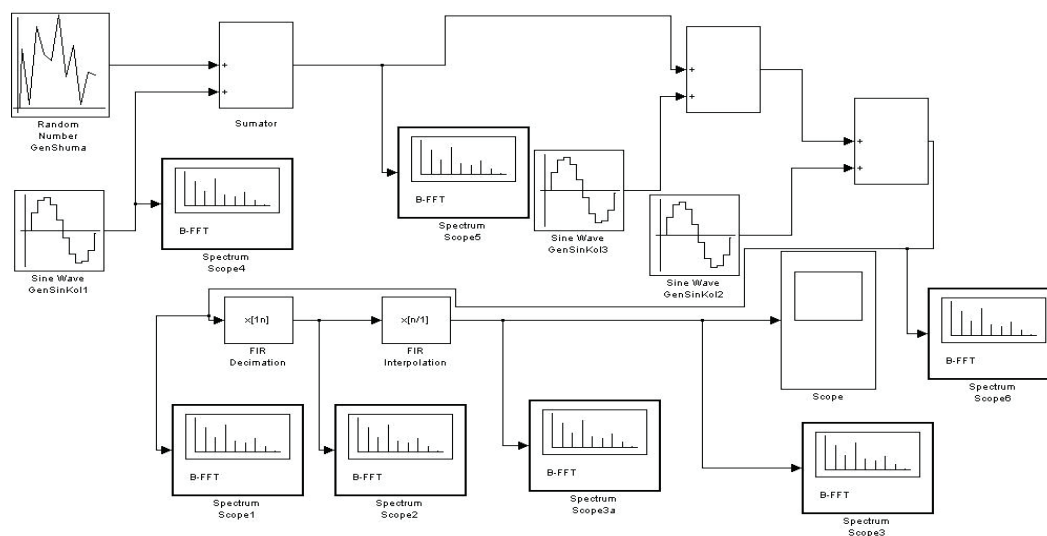 Random
Number
GenShuma
+
+
Sumator
+
+
+
+
B-FFT
Spectrum
Scope4
Sine Wave
GenSinKol1
B-FFT
Spectrum
Scope5
Sine Wave
GenSinKol3
Sine Wave
GenSinKol2
x[1n]
FIR
Decimation
x[n/1]
FIR
Interpolation
Scope
B-FFT
Spectrum
Scope6
B-FFT
Spectrum
Scope1
B-FFT
Spectrum
Scope2
B-FFT
Spectrum
Scope3a
B-FFT
Spectrum
Scope3